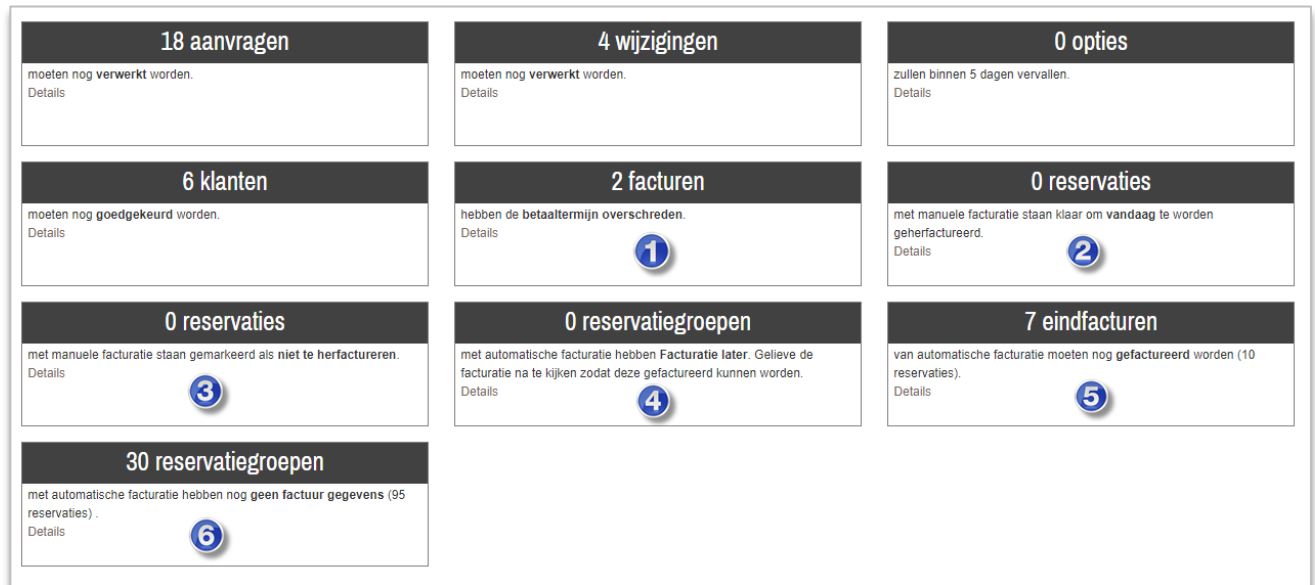 18 aanvragen
moeten nog verwerkt worden.
Details
4 wijzigingen
moeten nog verwerkt worden.
Details
0 opties
zullen binnen 5 dagen vervallen.
Details
6 klanten
moeten nog goedgekeurd worden.
Details
2 facturen
hebben de betaaltermijn overschreden.
Details
1
0 reservaties
met manuele facturatie staan klaar om vandaag te worden
geherfactureerd.
Details
2
0 reservaties
met manuele facturatie staan gemarkeerd als niet te herfactureren.
Details
3
0 reservatiegroepen
met automatische facturatie hebben Facturatie later. Gelieve de
facturatie na te kijken zodat deze gefactureerd kunnen worden.
Details
4
7 eindfacturen
van automatische facturatie moeten nog gefactureerd worden (10
reservaties).
Details
5
30 reservatiegroepen
met automatische facturatie hebben nog geen factuur gegevens (95
reservaties) .
Details
6